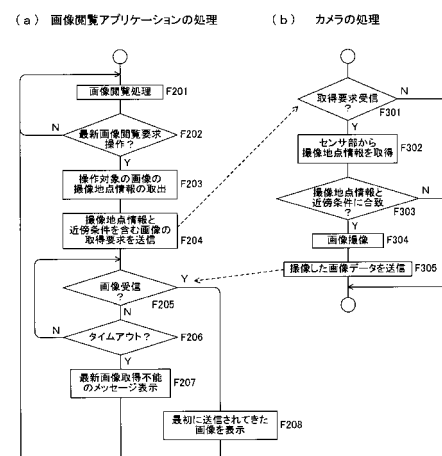 (a) 画像閲覧アプリケーションの処理
画像閲覧処理 F201
最新画像閲覧要求
操作?
F202
N
Y
操作対象の画像の
撮像地点情報の取出
F203
撮像地点情報と
近傍条件を含む画像の
取得要求を送信
F204
画像受信
?
F205
Y
N
タイムアウト?
F206
N
Y
最新画像取得不能
のメッセージ表示
F207
最初に送信されてきた
画像を表示
F208
(b) カメラの処理
取得要求受信
?
F301
N
Y
センサ部から
撮像地点情報を取得
F302
撮像地点情報と
近傍条件に合致
?
F303
N
Y
画像撮像 F304
撮像した画像データを送信 F305